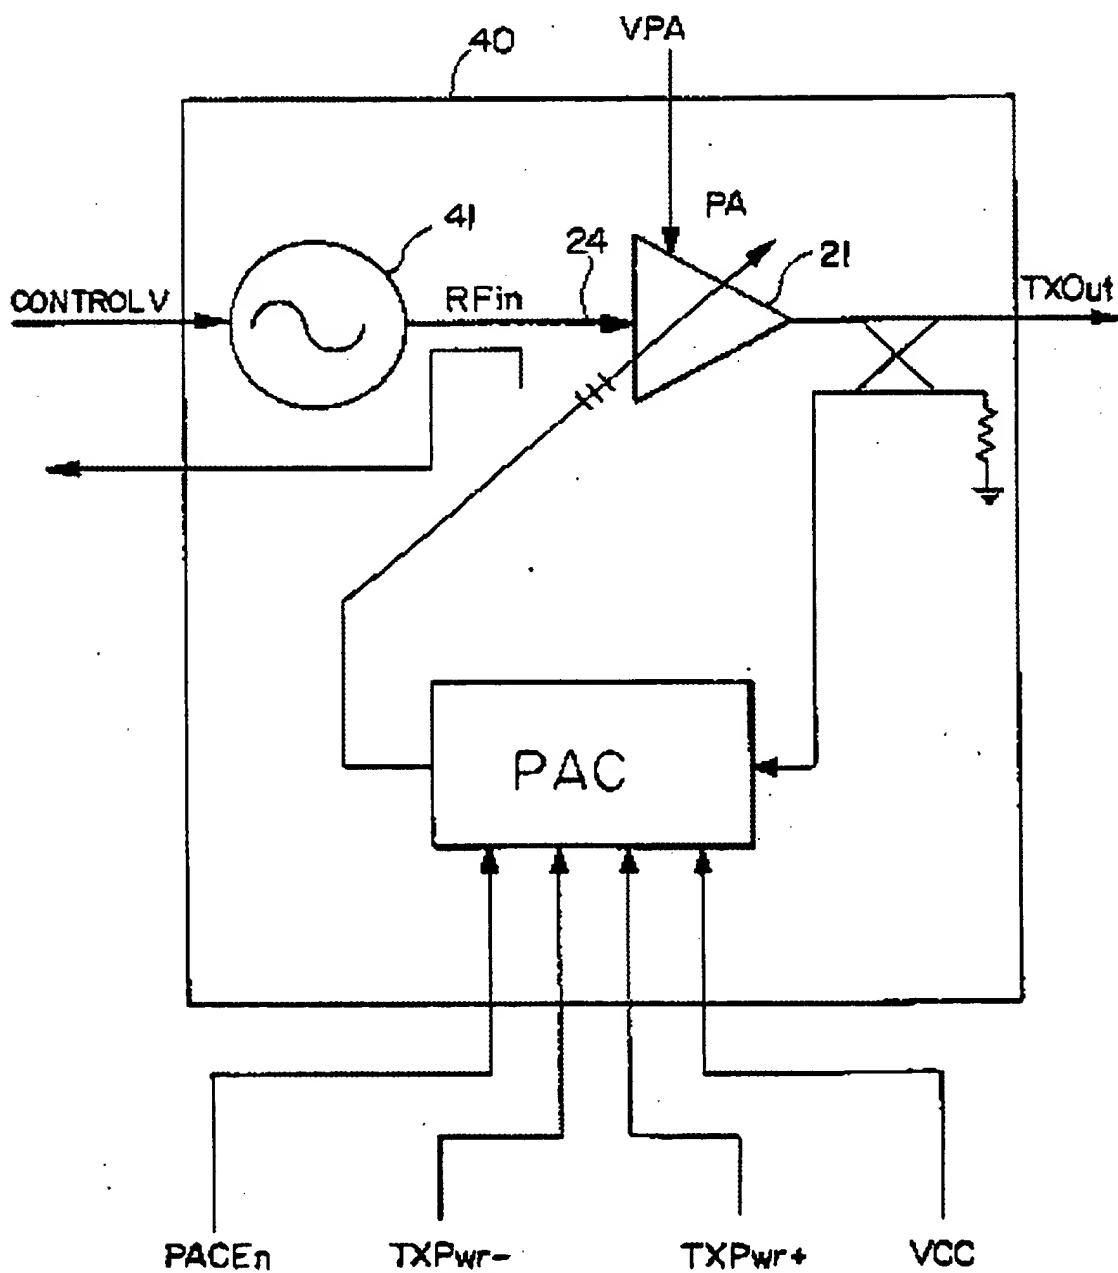 40
VPA
PA
41
24
21
CONTROLV
RFin
TXOut
PAC
PACEn
TXPwr-
TXPwr+
VCC